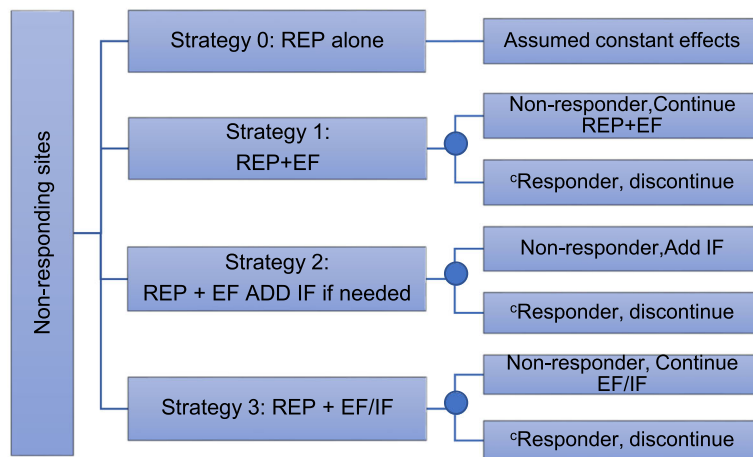 Non-responding sites
Strategy 0: REP alone
Assumed constant effects
Strategy 1:
REP+EF
Non-responder,Continue
REP+EF
ᶜResponder, discontinue
Strategy 2:
REP + EF ADD IF if needed
Non-responder,Add IF
ᶜResponder, discontinue
Strategy 3: REP + EF/IF
Non-responder, Continue
EF/IF
ᶜResponder, discontinue